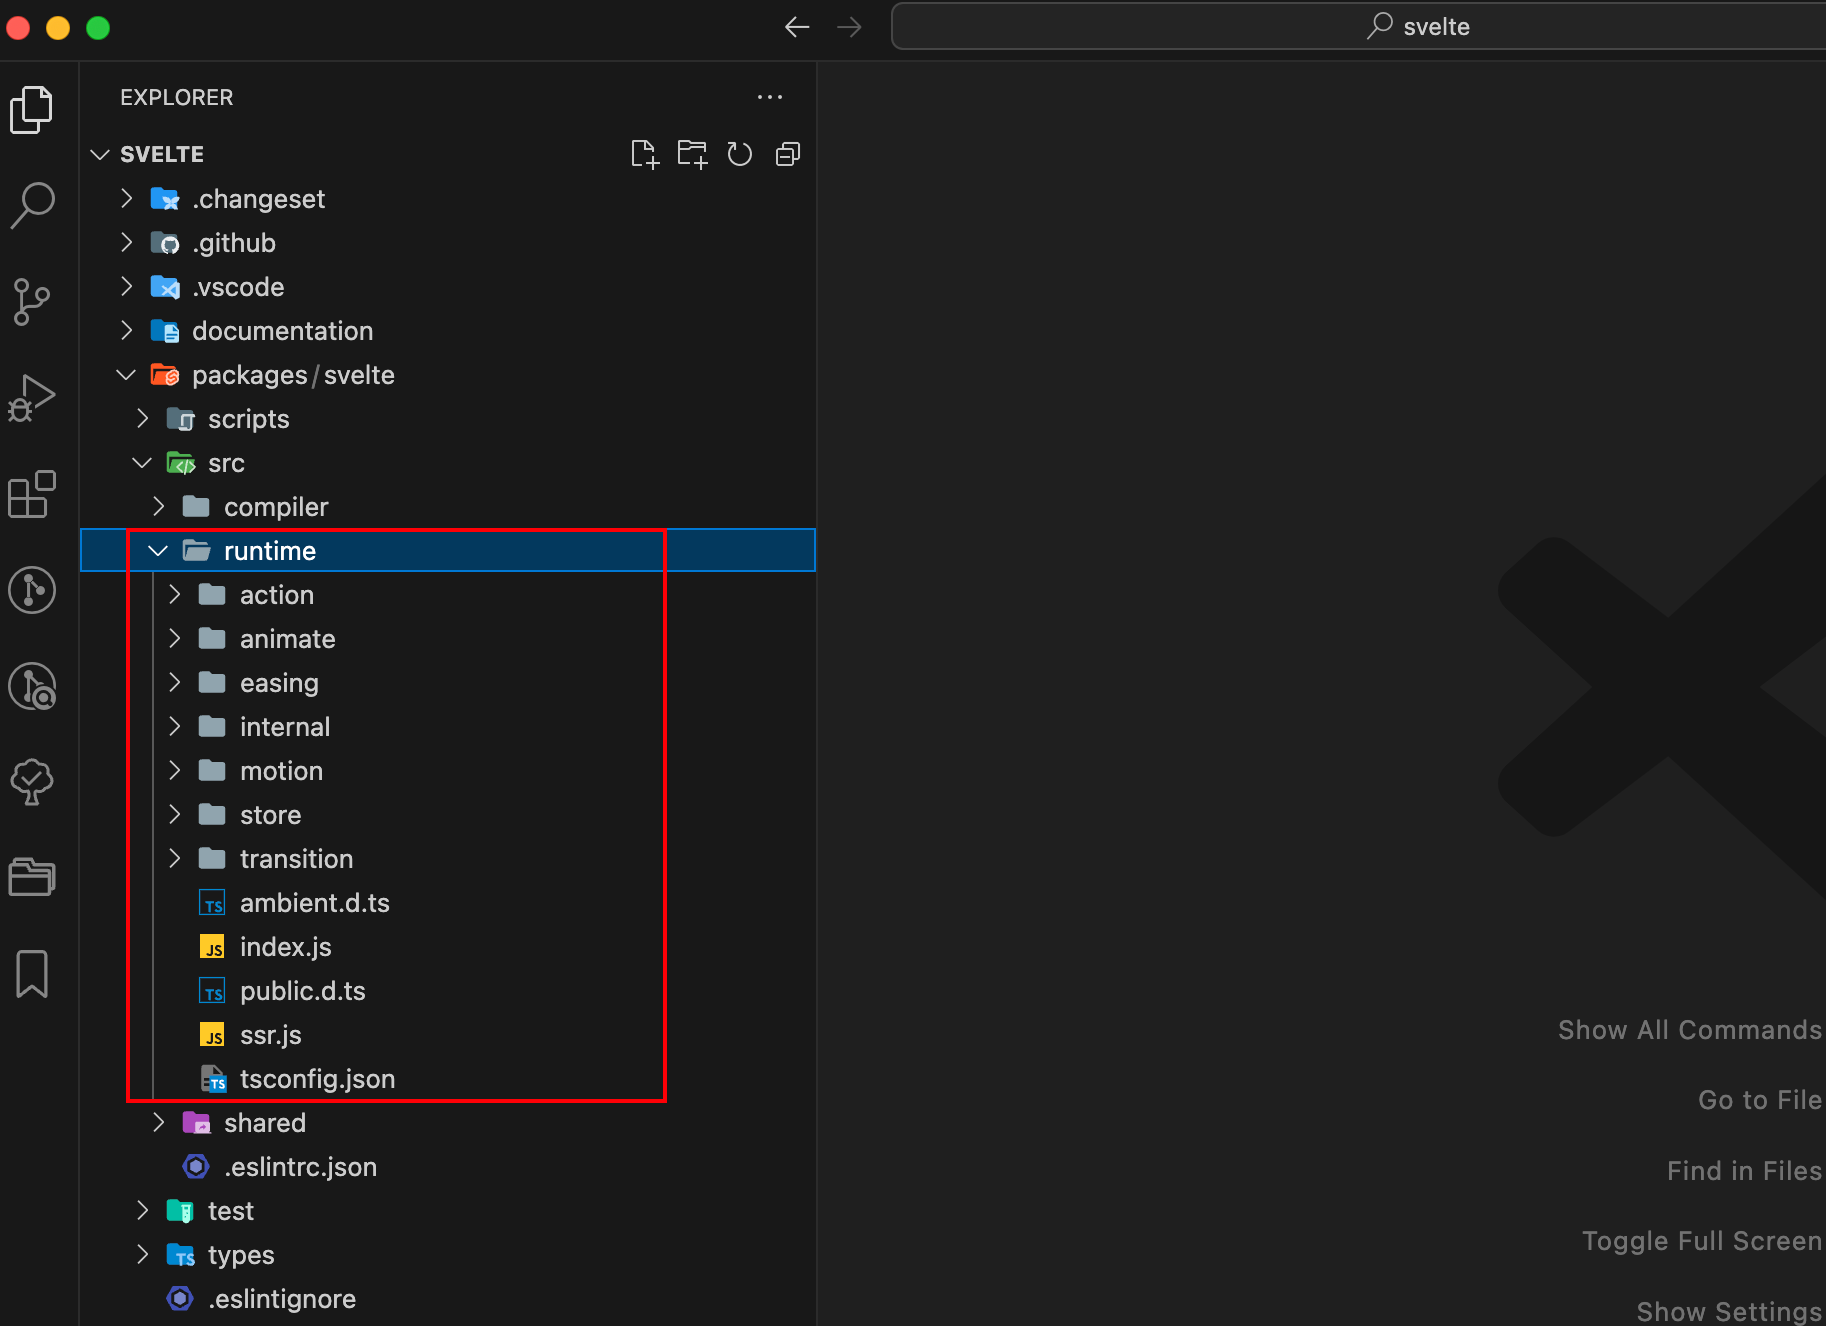 svelte
EXPLORER
SVELTE
.changeset
.github
.vscode
documentation
packages/svelte
scripts
src
compiler
runtime
action
animate
easing
internal
motion
store
transition
TS ambient.d.ts
JS index.js
TS public.d.ts
JS ssr.js
TS tsconfig.json
shared
.eslintrc.json
test
TS types
.eslintignore
Show All Commands
Go to File
Find in Files
Toggle Full Screen
Show Settings